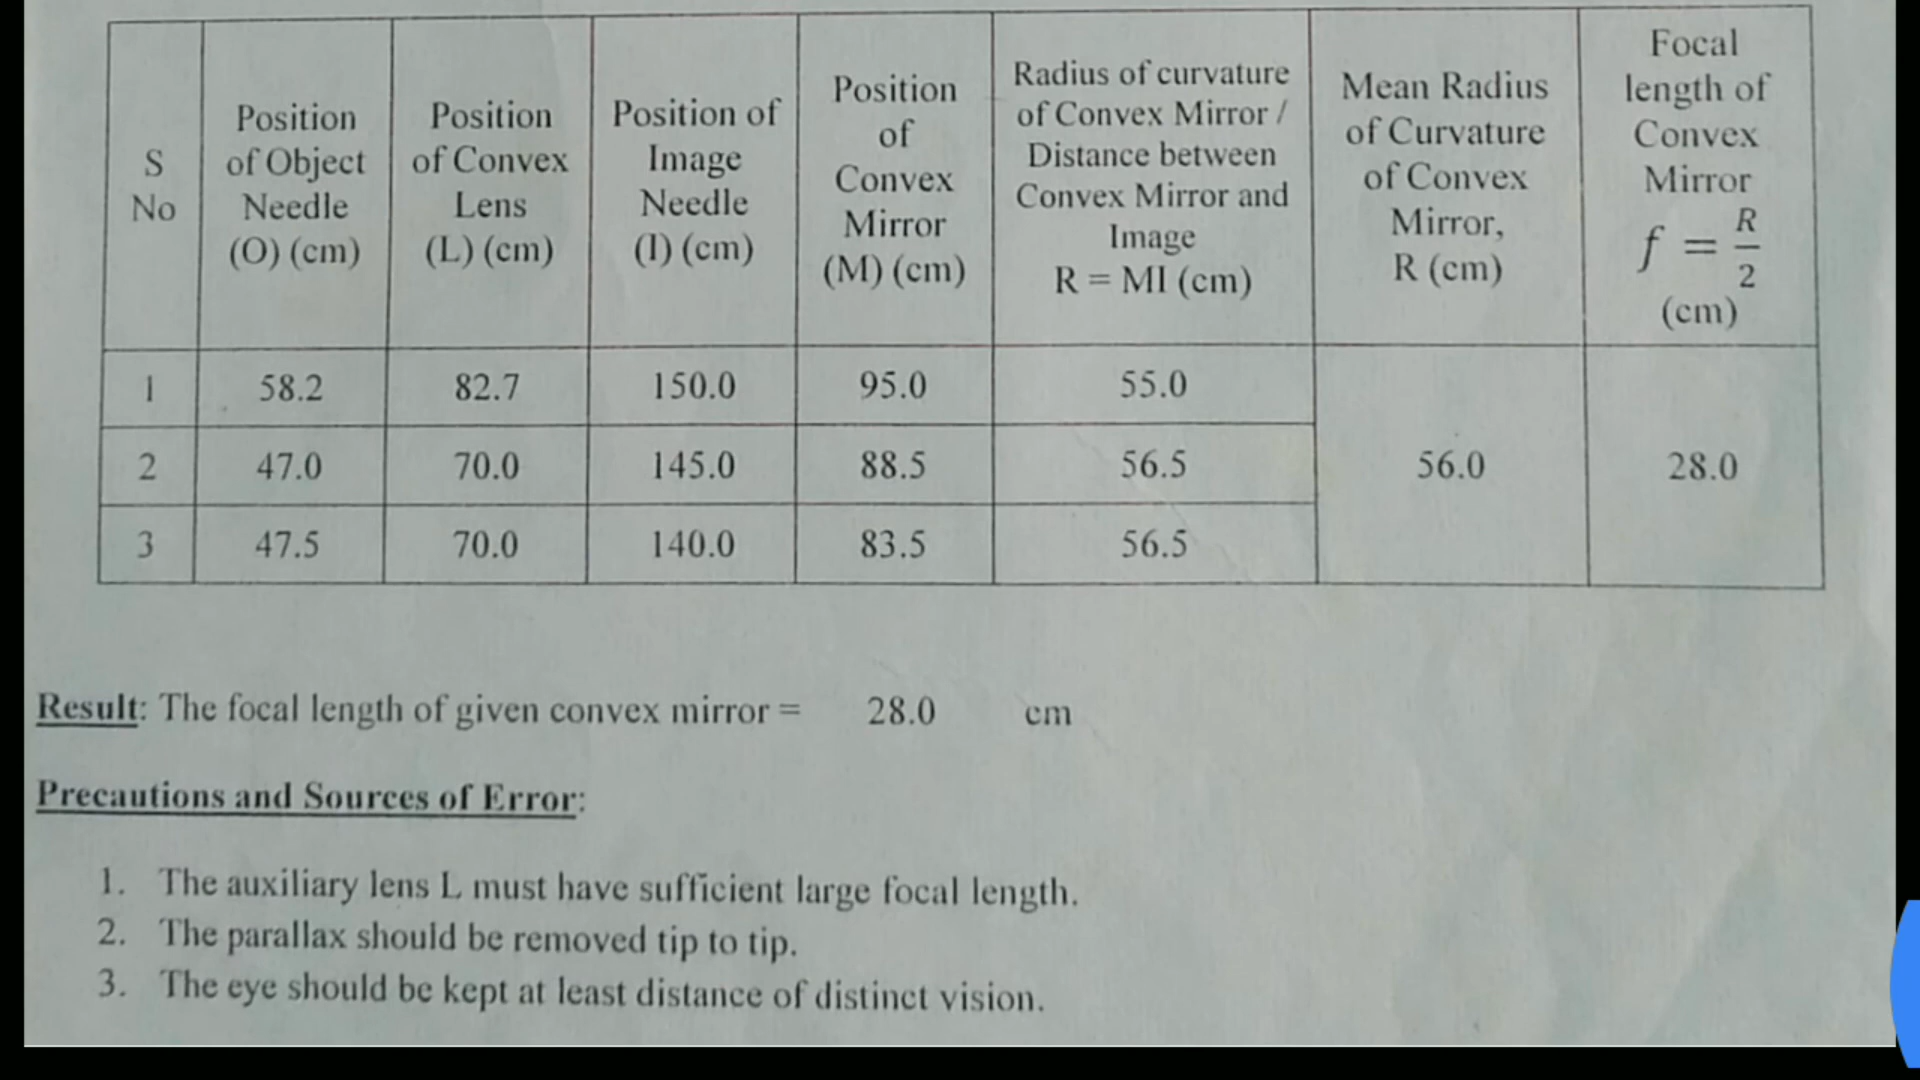 S
No
Position
of Object
Needle
(O) (cm)
Position
of Convex
Lens
(L) (cm)
Position of
Image
Needle
(I) (cm)
Position
of
Convex
Mirror
(M) (cm)
Radius of curvature
of Convex Mirror /
Distance between
Convex Mirror and
Image
R = MI (cm)
Mean Radius
of Curvature
of Convex
Mirror,
R (cm)
Focal
length of
Convex
Mirror
f = R/2
(cm)
1 58.2 82.7 150.0 95.0 55.0
2 47.0 70.0 145.0 88.5 56.5 56.0 28.0
3 47.5 70.0 140.0 83.5 56.5
Result: The focal length of given convex mirror = 28.0 cm
Precautions and Sources of Error:
1. The auxiliary lens L must have sufficient large focal length.
2. The parallax should be removed tip to tip.
3. The eye should be kept at least distance of distinct vision.